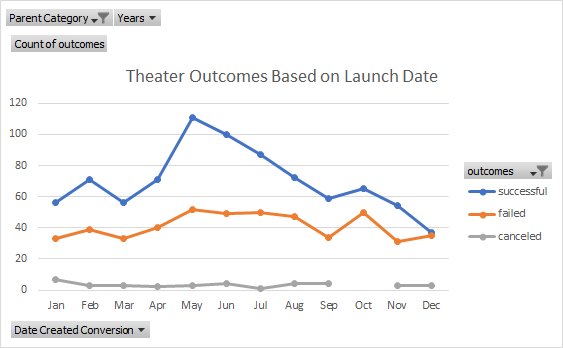 Parent Category Years
Count of outcomes
Theater Outcomes Based on Launch Date
120
100
80
60
40
20
0
Jan Feb Mar Apr May Jun Jul Aug Sep Oct Nov Dec
outcomes
successful
failed
canceled
Date Created Conversion